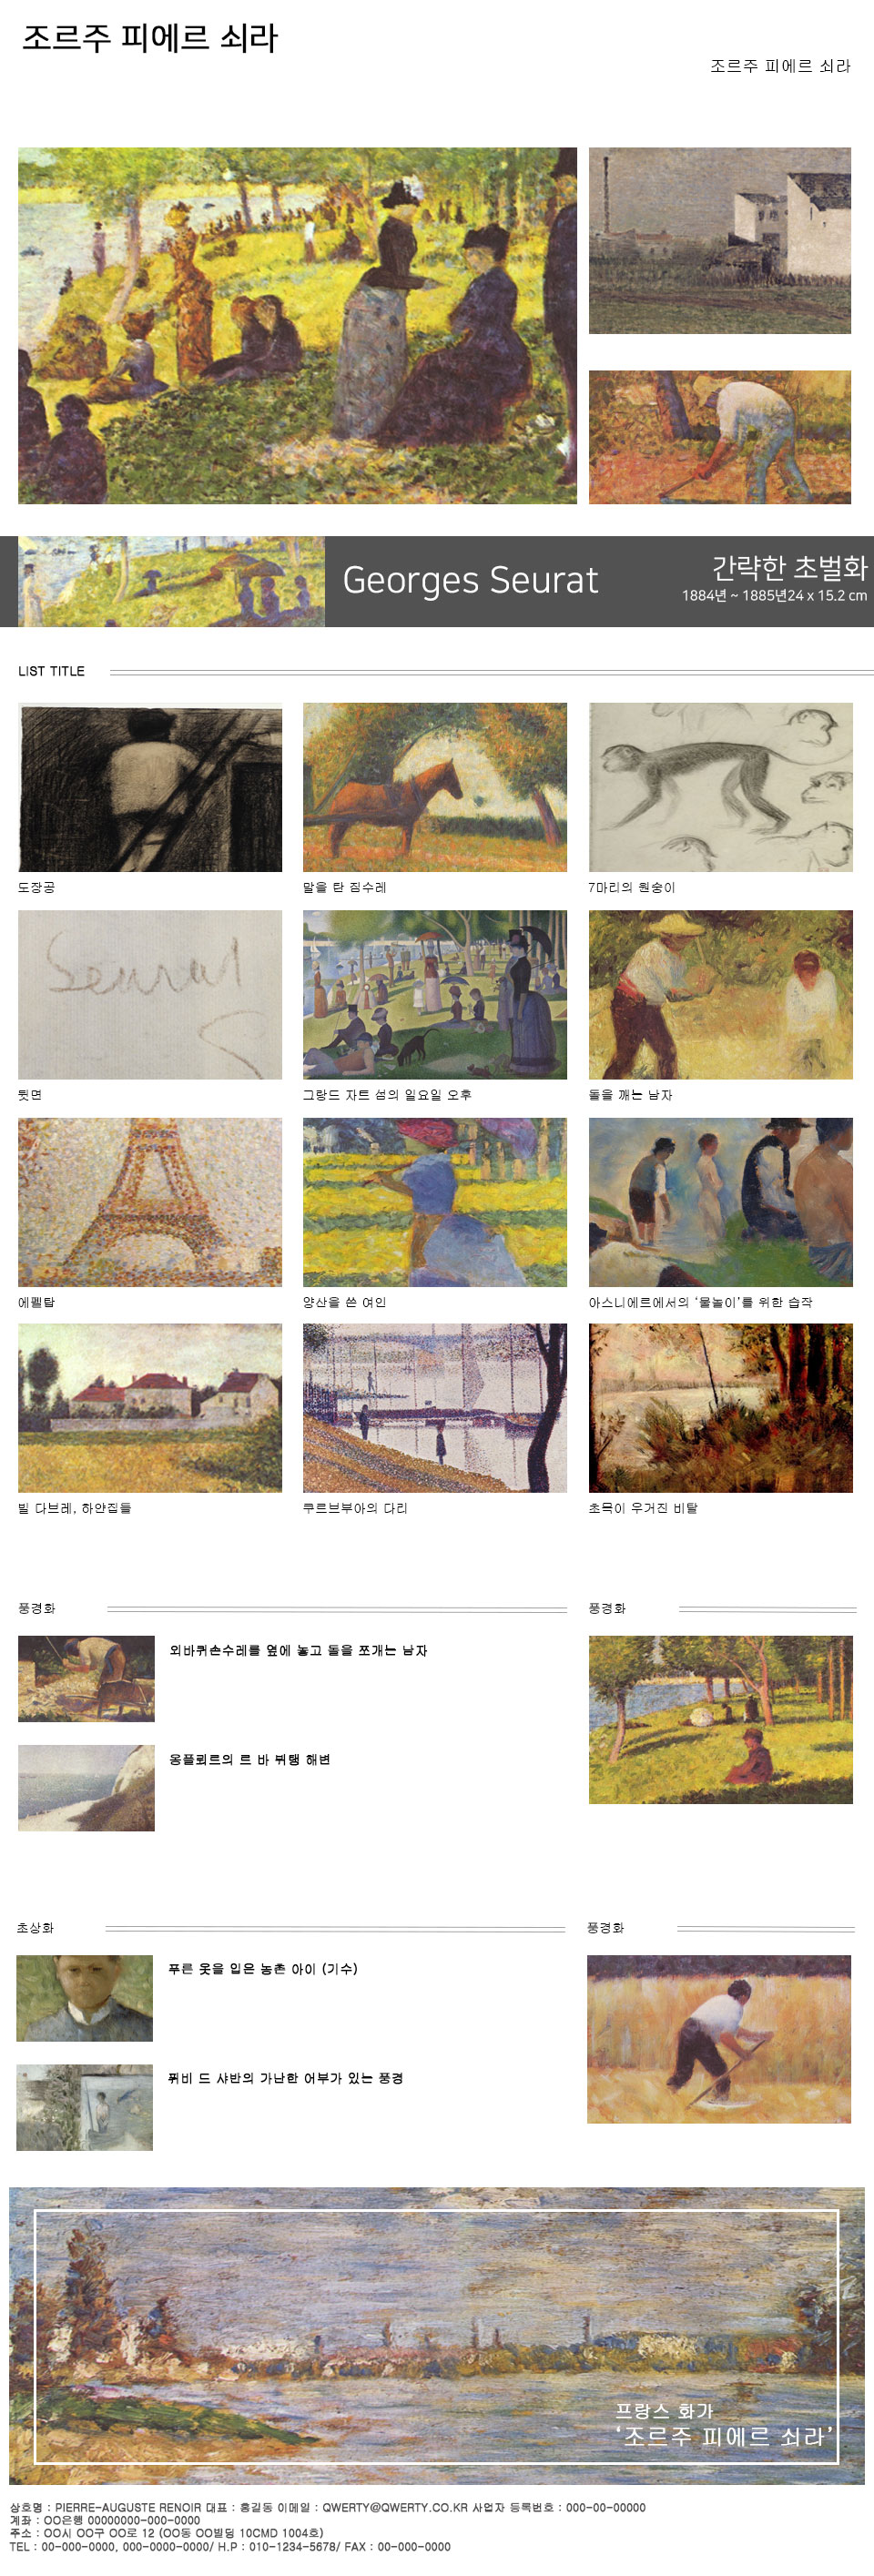 조르주 피에르 쇠라
조르주 피에르 쇠라
Georges Seurat
간략한 초벌화
1884년 ~ 1885년24 x 15.2 cm
LIST TITLE
도장공
말을 탄 짐수레
7마리의 원숭이
Seurat
뒷면
그랑드 자트 섬의 일요일 오후
돌을 깨는 남자
에펠탑
양산을 쓴 여인
아스니에르에서의 ‘물놀이’를 위한 습작
빌 다브레, 하얀집들
쿠르브부아의 다리
초목이 우거진 비탈
풍경화
풍경화
외바퀴손수레를 옆에 놓고 돌을 쪼개는 남자
옹플뢰르의 르 바 뷔탱 해변
초상화
풍경화
푸른 옷을 입은 농촌 아이 (기수)
퓌비 드 샤반의 가난한 어부가 있는 풍경
프랑스 화가
‘조르주 피에르 쇠라’
상호명 : PIERRE-AUGUSTE RENOIR 대표 : 홍길동 이메일 : QWERTY@QWERTY.CO.KR 사업자 등록번호 : 000-00-00000
계좌 : OO은행 00000000-000-0000
주소 : OO시 OO구 OO로 12 (OO동 OO빌딩 10CMD 1004호)
TEL : 00-000-0000, 000-0000-0000/ H.P : 010-1234-5678/ FAX : 00-000-0000